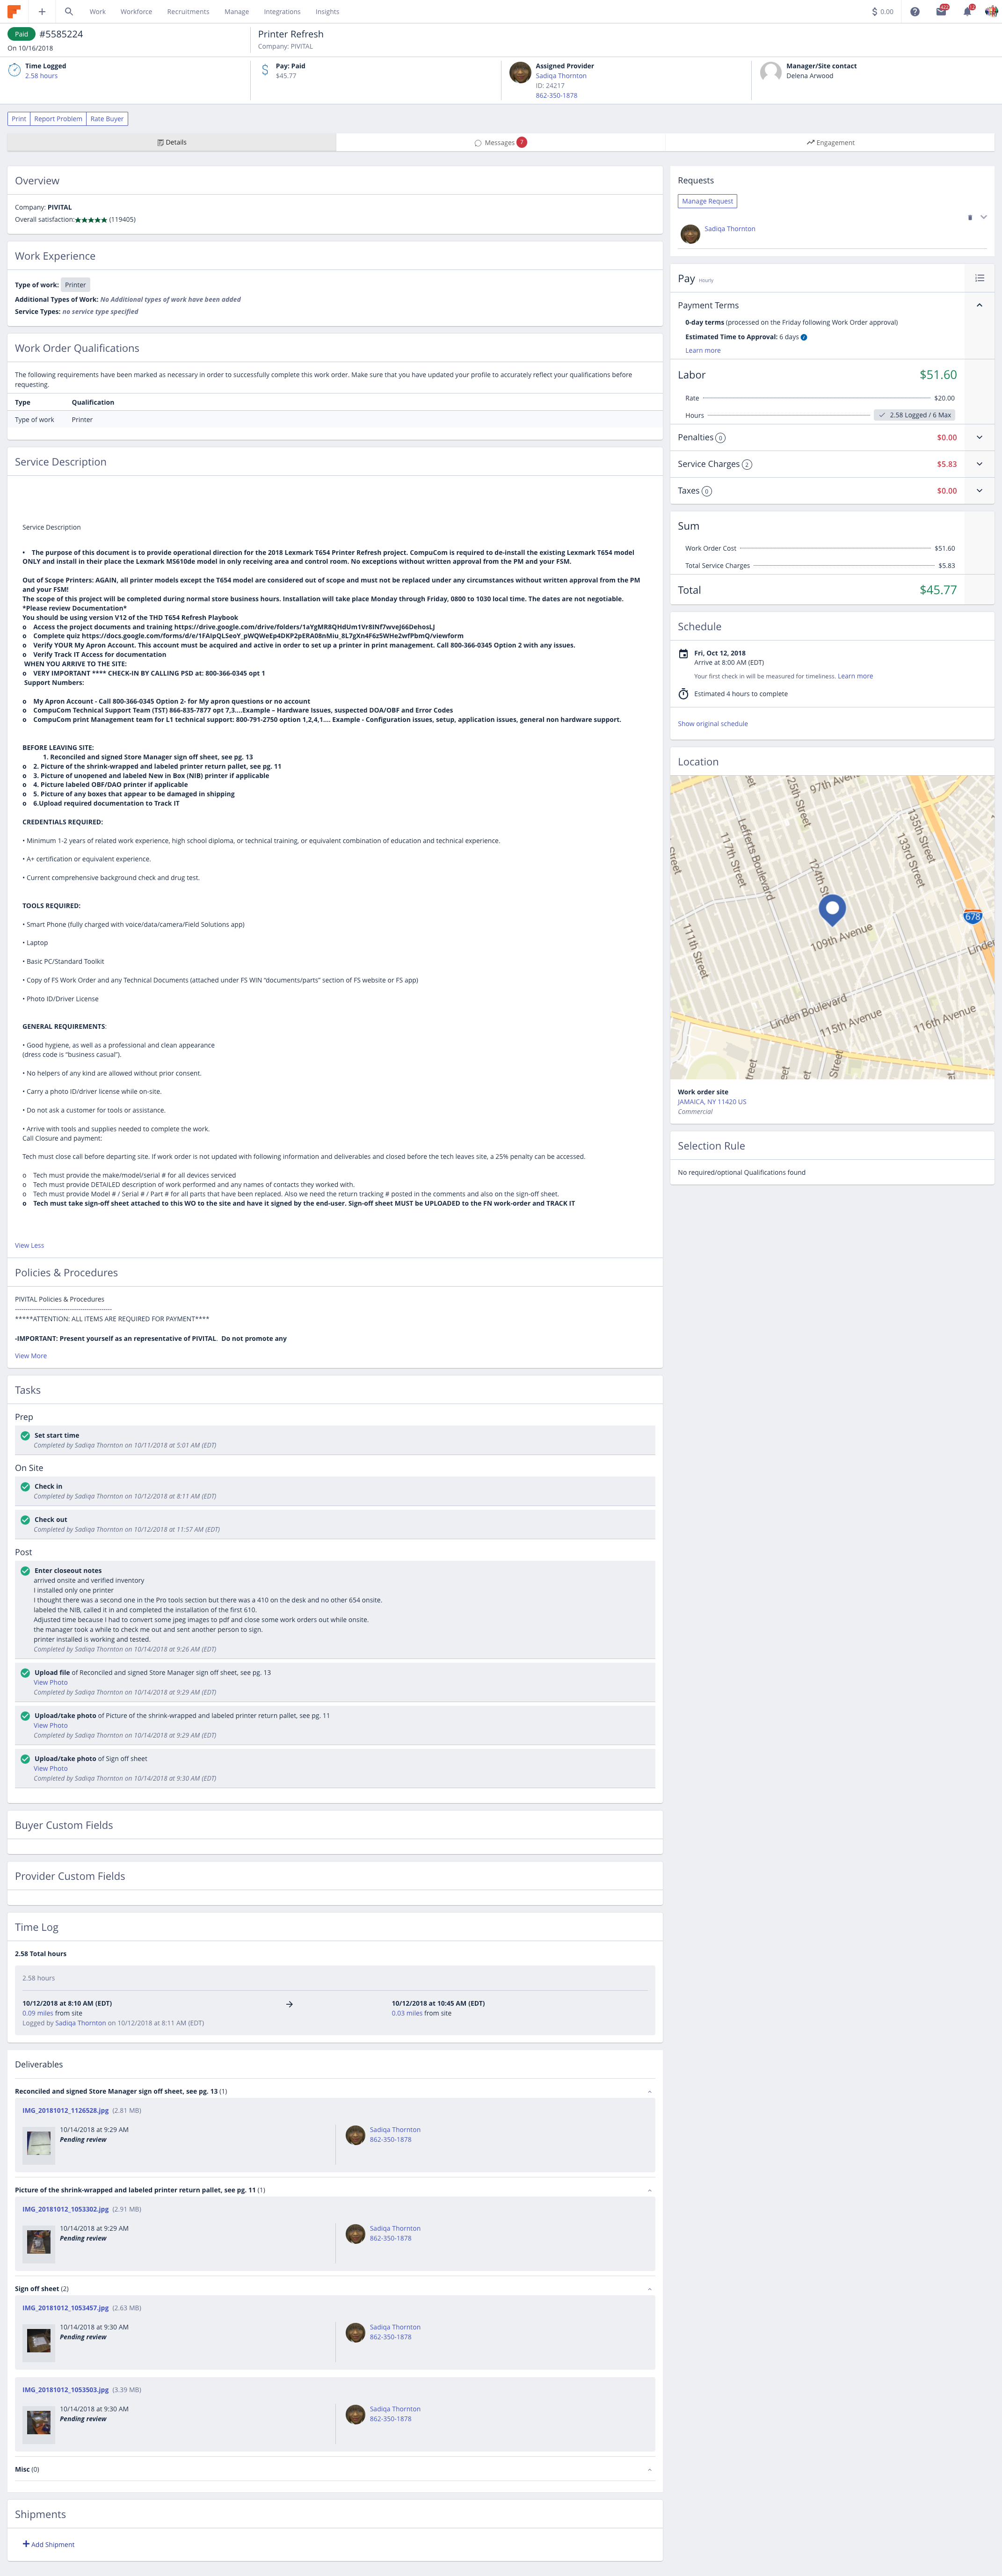 Work Workforce Recruitments Manage Integrations Insights
$ 0.00
Paid #5585224
On 10/16/2018
Printer Refresh
Company: PIVITAL
Time Logged
2.58 hours
Pay: Paid
$45.77
Assigned Provider
Sadiqa Thornton
ID: 24217
862-350-1878
Manager/Site contact
Delena Arwood
Print Report Problem Rate Buyer
Details
Messages 7
Engagement
Overview
Company: PIVITAL
Overall satisfaction:★★★★★ (119405)
Work Experience
Type of work: Printer
Additional Types of Work: No Additional types of work have been added
Service Types: no service type specified
Work Order Qualifications
The following requirements have been marked as necessary in order to successfully complete this work order. Make sure that you have updated your profile to accurately reflect your qualifications before
requesting.
Type Qualification
Type of work Printer
Service Description
Service Description
• The purpose of this document is to provide operational direction for the 2018 Lexmark T654 Printer Refresh project. CompuCom is required to de-install the existing Lexmark T654 model
ONLY and install in their place the Lexmark MS610de model in only receiving area and control room. No exceptions without written approval from the PM and your FSM.
Out of Scope Printers: AGAIN, all printer models except the T654 model are considered out of scope and must not be replaced under any circumstances without written approval from the PM
and your FSM!
The scope of this project will be completed during normal store business hours. Installation will take place Monday through Friday, 0800 to 1030 local time. The dates are not negotiable.
*Please review Documentation*
You should be using version V12 of the THD T654 Refresh Playbook
o Access the project documents and training
o Complete quiz
o Verify YOUR My Apron Account. This account must be acquired and active in order to set up a printer in print management. Call 800-366-0345 Option 2 with any issues.
o Verify Track IT Access for documentation
WHEN YOU ARRIVE TO THE SITE:
o VERY IMPORTANT **** CHECK-IN BY CALLING PSD at: 800-366-0345 opt 1
Support Numbers:
o My Apron Account - Call 800-366-0345 Option 2- for My apron questions or no account
o CompuCom Technical Support Team (TST) 866-835-7877 opt 7,3....Example – Hardware Issues, suspected DOA/OBF and Error Codes
o CompuCom print Management team for L1 technical support: 800-791-2750 option 1,2,4,1.... Example - Configuration issues, setup, application issues, general non hardware support.
BEFORE LEAVING SITE:
1. Reconciled and signed Store Manager sign off sheet, see pg. 13
o 2. Picture of the shrink-wrapped and labeled printer return pallet, see pg. 11
o 3. Picture of unopened and labeled New in Box (NIB) printer if applicable
o 4. Picture labeled OBF/DAO printer if applicable
o 5. Picture of any boxes that appear to be damaged in shipping
o 6.Upload required documentation to Track IT
CREDENTIALS REQUIRED:
• Minimum 1-2 years of related work experience, high school diploma, or technical training, or equivalent combination of education and technical experience.
• A+ certification or equivalent experience.
• Current comprehensive background check and drug test.
TOOLS REQUIRED:
• Smart Phone (fully charged with voice/data/camera/Field Solutions app)
• Laptop
• Basic PC/Standard Toolkit
• Copy of FS Work Order and any Technical Documents (attached under FS WIN “documents/parts” section of FS website or FS app)
• Photo ID/Driver License
GENERAL REQUIREMENTS:
• Good hygiene, as well as a professional and clean appearance
(dress code is “business casual”).
• No helpers of any kind are allowed without prior consent.
• Carry a photo ID/driver license while on-site.
• Do not ask a customer for tools or assistance.
• Arrive with tools and supplies needed to complete the work.
Call Closure and payment:
Tech must close call before departing site. If work order is not updated with following information and deliverables and closed before the tech leaves site, a 25% penalty can be accessed.
o Tech must provide the make/model/serial # for all devices serviced
o Tech must provide DETAILED description of work performed and any names of contacts they worked with.
o Tech must provide Model # / Serial # / Part # for all parts that have been replaced. Also we need the return tracking # posted in the comments and also on the sign-off sheet.
o Tech must take sign-off sheet attached to this WO to the site and have it signed by the end-user. Sign-off sheet MUST be UPLOADED to the FN work-order and TRACK IT
View Less
Policies & Procedures
PIVITAL Policies & Procedures
*****ATTENTION: ALL ITEMS ARE REQUIRED FOR PAYMENT****
-IMPORTANT: Present yourself as an representative of PIVITAL. Do not promote any
View More
Tasks
Prep
Set start time
Completed by Sadiqa Thornton on 10/11/2018 at 5:01 AM (EDT)
On Site
Check in
Completed by Sadiqa Thornton on 10/12/2018 at 8:11 AM (EDT)
Check out
Completed by Sadiqa Thornton on 10/12/2018 at 11:57 AM (EDT)
Post
Enter closeout notes
arrived onsite and verified inventory
I installed only one printer
I thought there was a second one in the Pro tools section but there was a 410 on the desk and no other 654 onsite.
labeled the NIB, called it in and completed the installation of the first 610.
Adjusted time because I had to convert some jpeg images to pdf and close some work orders out while onsite.
the manager took a while to check me out and sent another person to sign.
printer installed is working and tested.
Completed by Sadiqa Thornton on 10/14/2018 at 9:26 AM (EDT)
Upload file of Reconciled and signed Store Manager sign off sheet, see pg. 13
View Photo
Completed by Sadiqa Thornton on 10/14/2018 at 9:29 AM (EDT)
Upload/take photo of Picture of the shrink-wrapped and labeled printer return pallet, see pg. 11
View Photo
Completed by Sadiqa Thornton on 10/14/2018 at 9:29 AM (EDT)
Upload/take photo of Sign off sheet
View Photo
Completed by Sadiqa Thornton on 10/14/2018 at 9:30 AM (EDT)
Buyer Custom Fields
Provider Custom Fields
Time Log
2.58 Total hours
2.58 hours
10/12/2018 at 8:10 AM (EDT) → 10/12/2018 at 10:45 AM (EDT)
0.09 miles from site 0.03 miles from site
Logged by Sadiqa Thornton on 10/12/2018 at 8:11 AM (EDT)
Deliverables
Reconciled and signed Store Manager sign off sheet, see pg. 13 (1)
IMG_20181012_1126528.jpg (2.81 MB)
10/14/2018 at 9:29 AM Sadiqa Thornton
Pending review 862-350-1878
Picture of the shrink-wrapped and labeled printer return pallet, see pg. 11 (1)
IMG_20181012_1053302.jpg (2.91 MB)
10/14/2018 at 9:29 AM Sadiqa Thornton
Pending review 862-350-1878
Sign off sheet (2)
IMG_20181012_1053457.jpg (2.63 MB)
10/14/2018 at 9:30 AM Sadiqa Thornton
Pending review 862-350-1878
IMG_20181012_1053503.jpg (3.39 MB)
10/14/2018 at 9:30 AM Sadiqa Thornton
Pending review 862-350-1878
Misc (0)
Shipments
+ Add Shipment
Requests
Manage Request
Sadiqa Thornton
Pay Hourly
Payment Terms
0-day terms (processed on the Friday following Work Order approval)
Estimated Time to Approval: 6 days
Learn more
Labor $51.60
Rate $20.00
Hours 2.58 Logged / 6 Max
Penalties 0 $0.00
Service Charges 2 $5.83
Taxes 0 $0.00
Sum
Work Order Cost $51.60
Total Service Charges $5.83
Total $45.77
Schedule
Fri, Oct 12, 2018
Arrive at 8:00 AM (EDT)
Your first check in will be measured for timeliness. Learn more
Estimated 4 hours to complete
Show original schedule
Location
97th Avenue
125th Street
Lefferts Boulevard
117th Street
135th Street
133rd Street
124th Street
111th Street
109th Avenue
678
Linden
Linden Boulevard
115th Avenue
116th Avenue
Work order site
JAMAICA, NY 11420 US
Commercial
Selection Rule
No required/optional Qualifications found